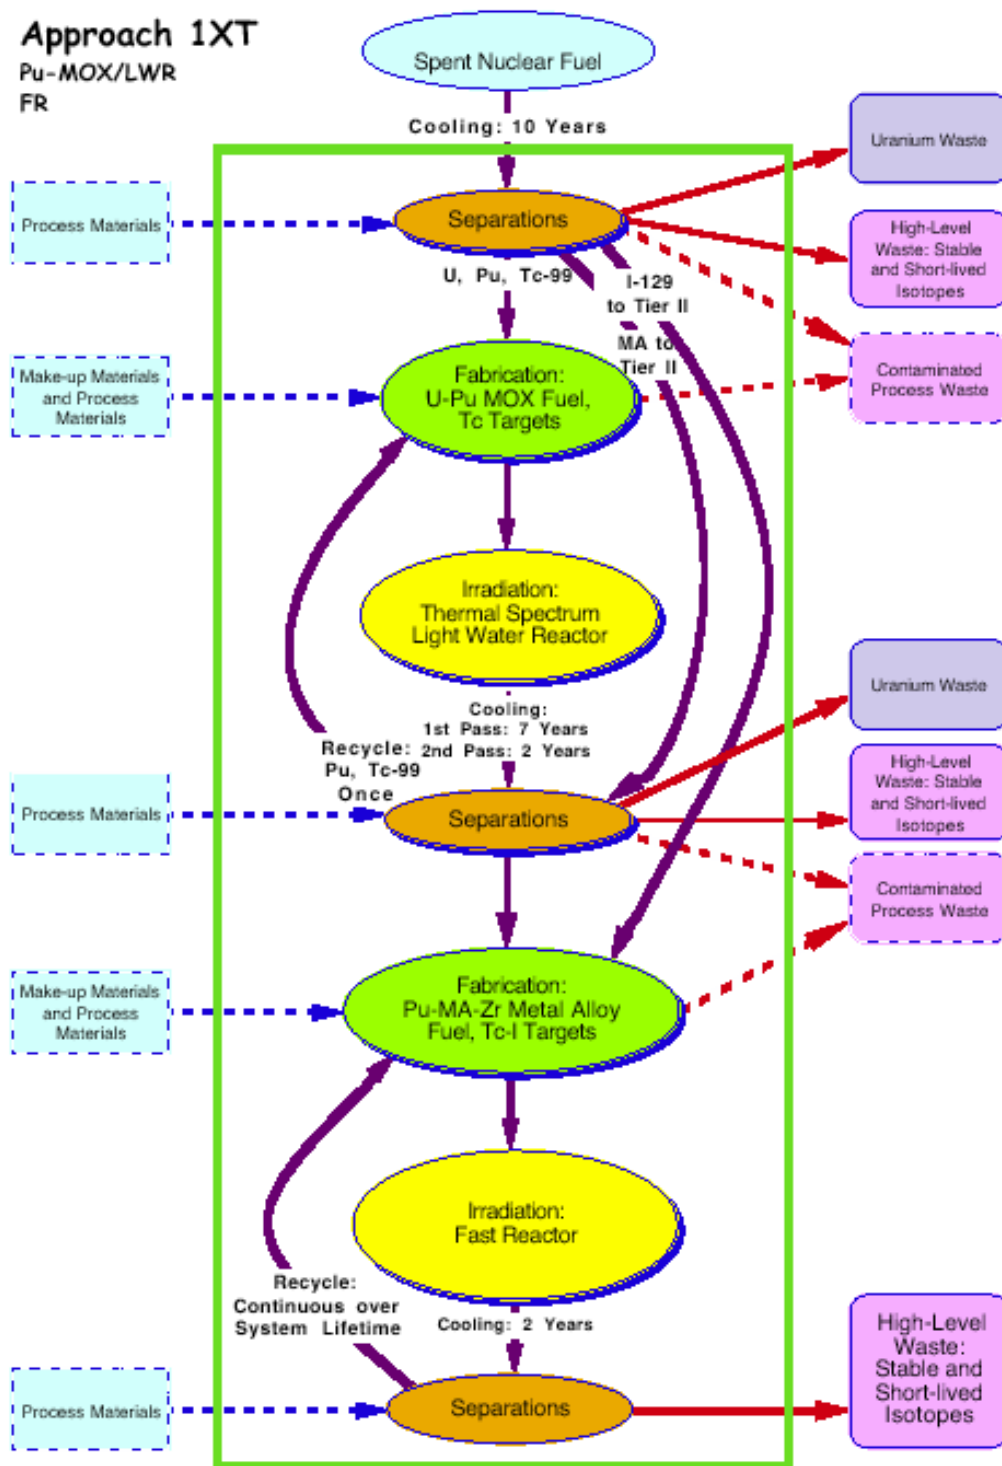 Approach 1XT
Pu-MOX/LWR
FR
Spent Nuclear Fuel
Cooling: 10 Years
Uranium Waste
Process Materials
Separations
High-Level
Waste: Stable
and Short-lived
Isotopes
U, Pu, Tc-99
I-129
to Tier II
MA to
Tier II
Make-up Materials
and Process
Materials
Fabrication:
U-Pu MOX Fuel,
Tc Targets
Contaminated
Process Waste
Irradiation:
Thermal Spectrum
Light Water Reactor
Uranium Waste
Cooling:
1st Pass: 7 Years
2nd Pass: 2 Years
Recycle:
Pu, Tc-99
Once
High-Level
Waste: Stable
and Short-lived
Isotopes
Process Materials
Separations
Contaminated
Process Waste
Make-up Materials
and Process
Materials
Fabrication:
Pu-MA-Zr Metal Alloy
Fuel, Tc-I Targets
Irradiation:
Fast Reactor
Recycle:
Continuous over
System Lifetime
Cooling: 2 Years
High-Level
Waste:
Stable and
Short-lived
Isotopes
Process Materials
Separations